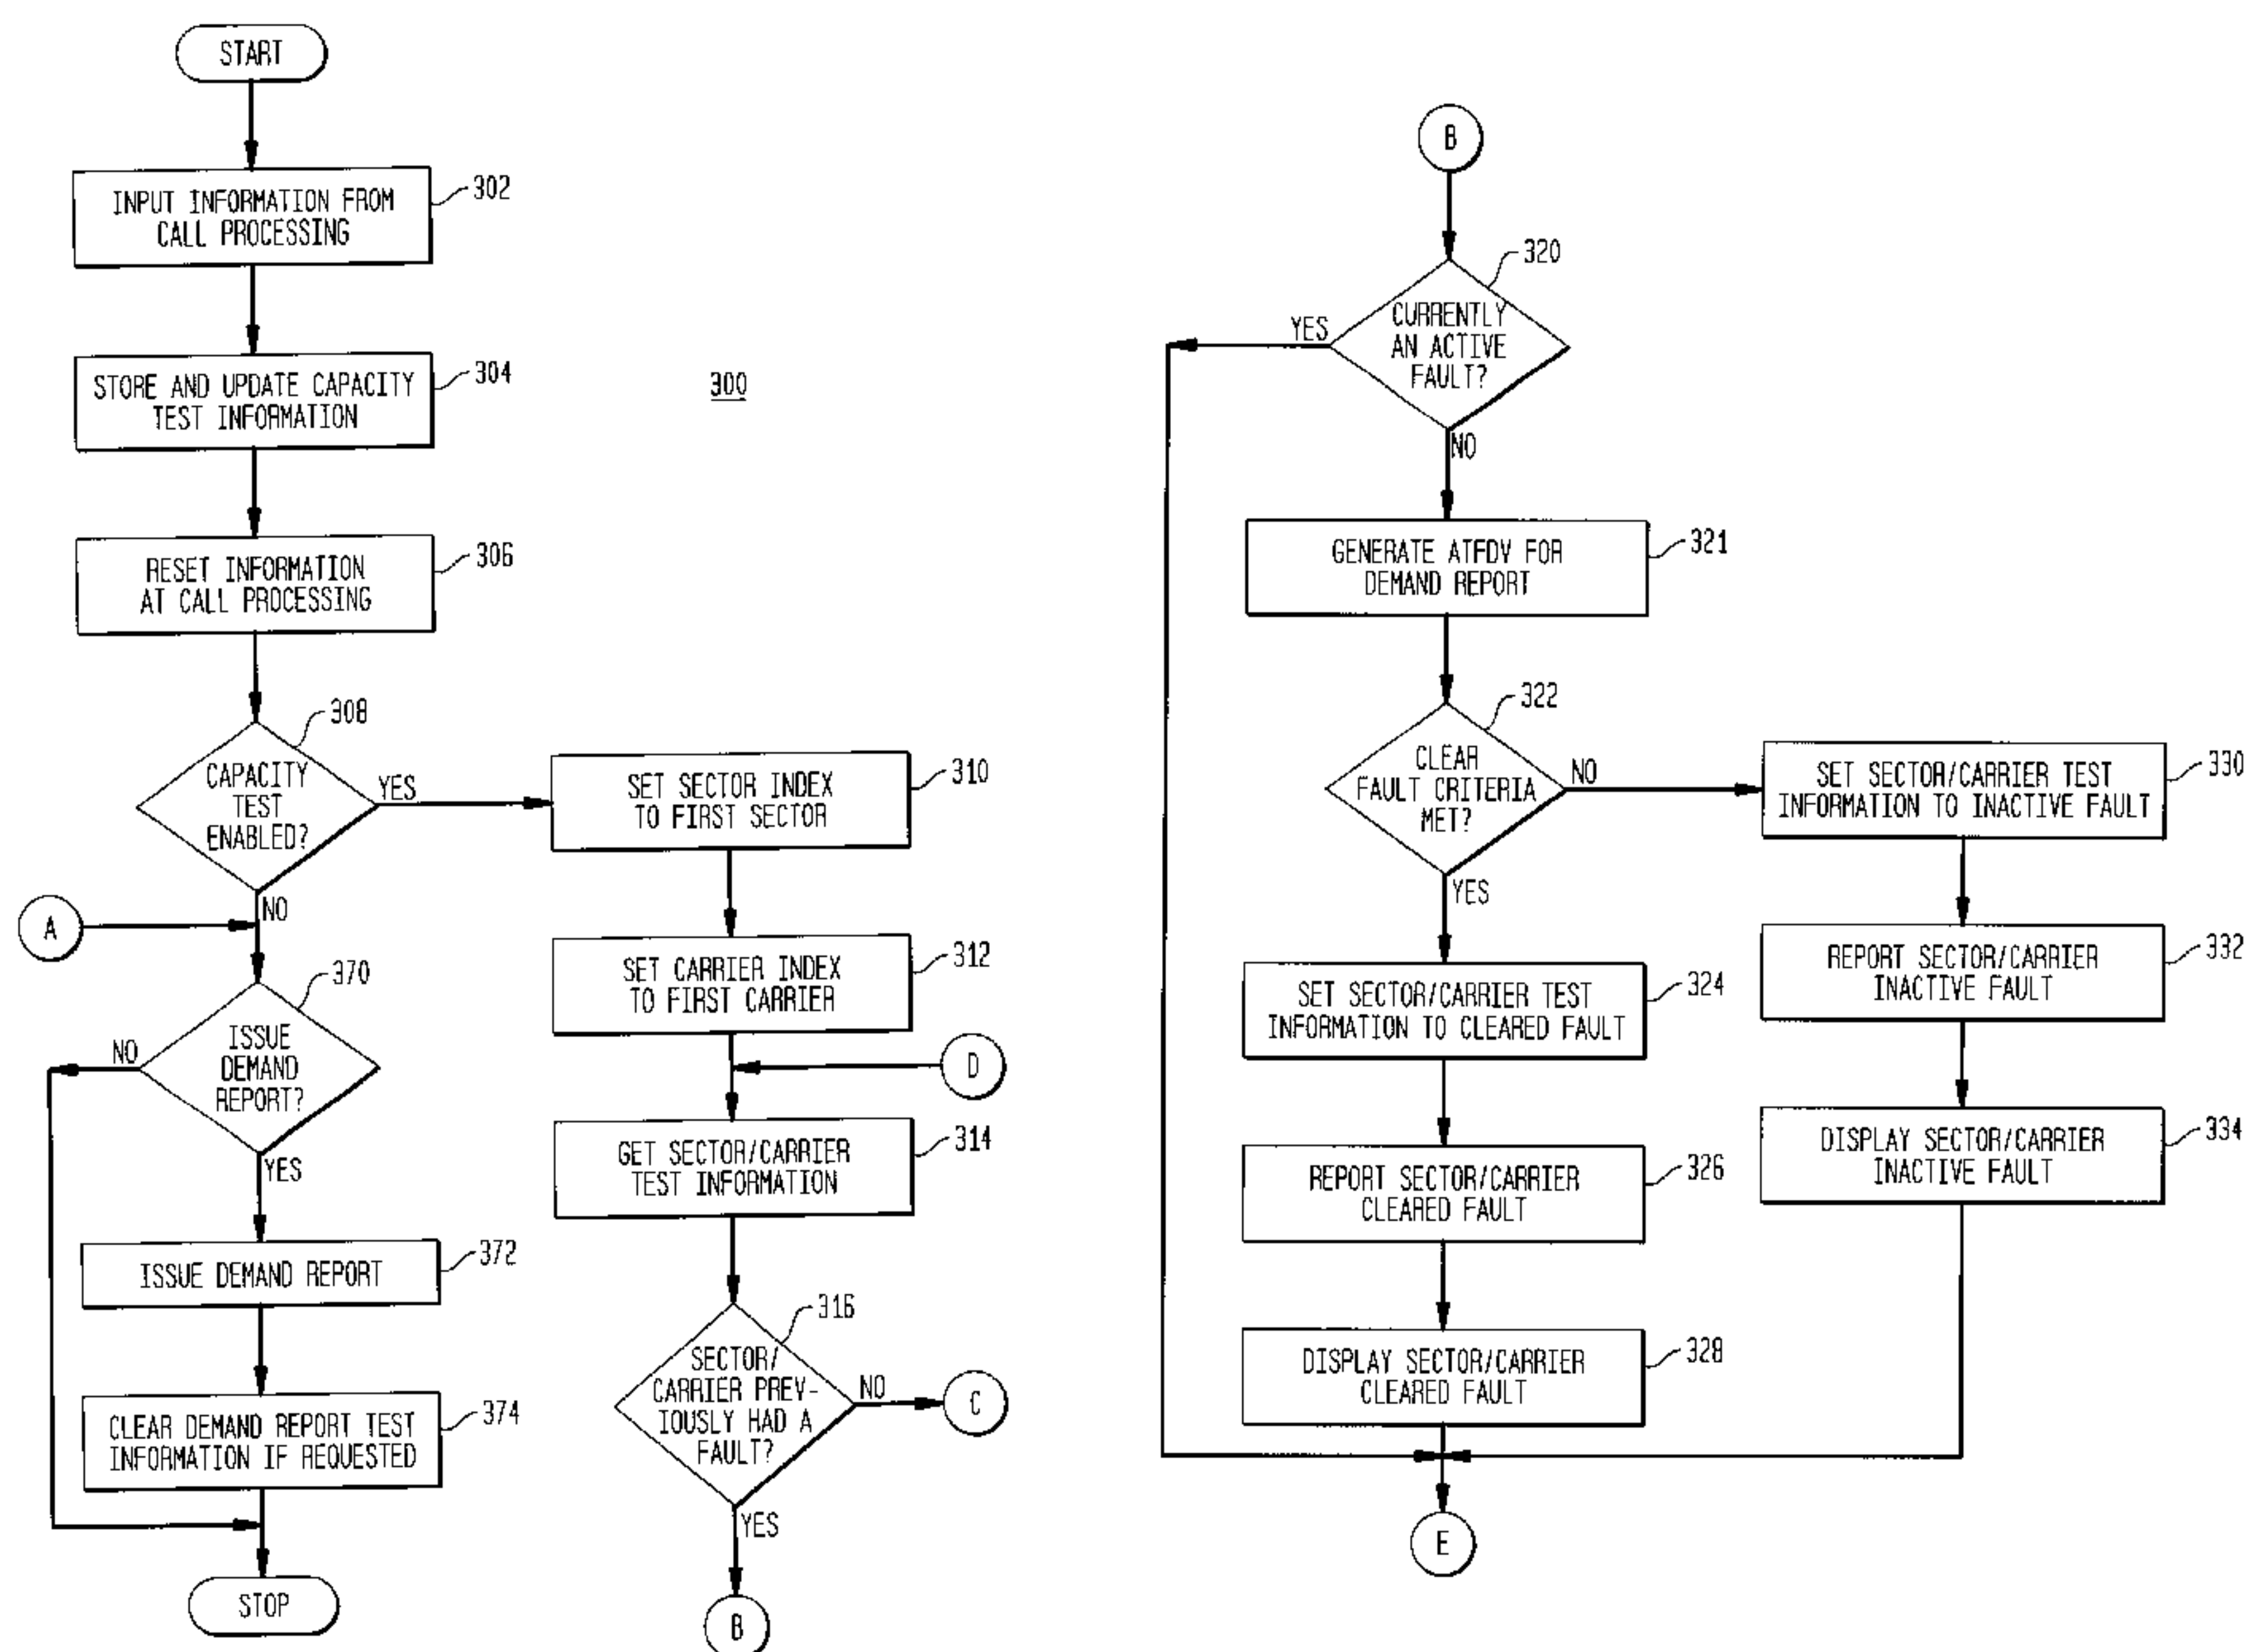 START
INPUT INFORMATION FROM
CALL PROCESSING
302
STORE AND UPDATE CAPACITY
TEST INFORMATION
304
300
RESET INFORMATION
AT CALL PROCESSING
306
CAPACITY
TEST
ENABLED?
308
YES
NO
A
ISSUE
DEMAND
REPORT?
370
NO
YES
ISSUE DEMAND REPORT
372
CLEAR DEMAND REPORT TEST
INFORMATION IF REQUESTED
374
STOP
SET SECTOR INDEX
TO FIRST SECTOR
310
SET CARRIER INDEX
TO FIRST CARRIER
312
D
GET SECTOR/CARRIER
TEST INFORMATION
314
SECTOR/
CARRIER PREV-
IOUSLY HAD A
FAULT?
316
NO
C
YES
B
B
CURRENTLY
AN ACTIVE
FAULT?
320
YES
NO
GENERATE ATFDV FOR
DEMAND REPORT
321
CLEAR
FAULT CRITERIA
MET?
322
NO
YES
SET SECTOR/CARRIER TEST
INFORMATION TO CLEARED FAULT
324
REPORT SECTOR/CARRIER
CLEARED FAULT
326
DISPLAY SECTOR/CARRIER
CLEARED FAULT
328
SET SECTOR/CARRIER TEST
INFORMATION TO INACTIVE FAULT
330
REPORT SECTOR/CARRIER
INACTIVE FAULT
332
DISPLAY SECTOR/CARRIER
INACTIVE FAULT
334
E